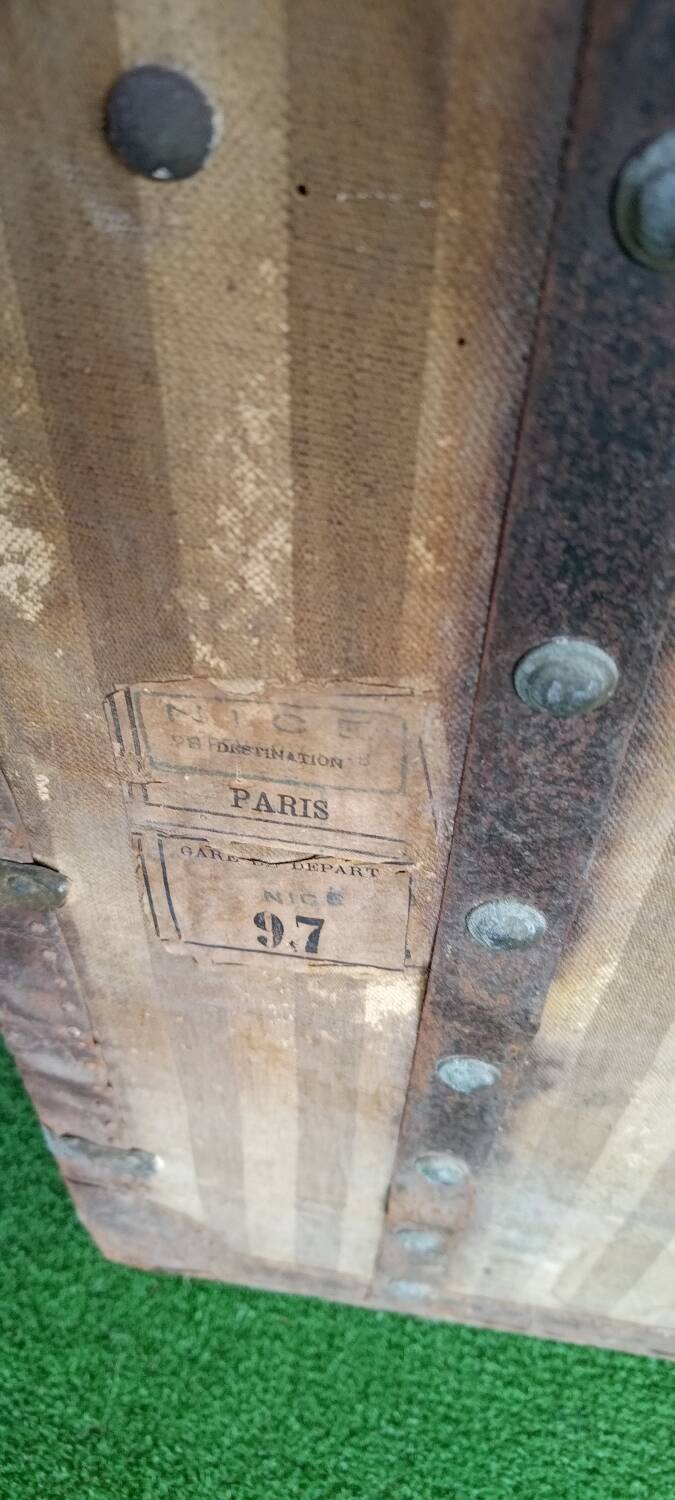 NICE
DESTINATION
PARIS
GARE DE DEPART
NICE
97